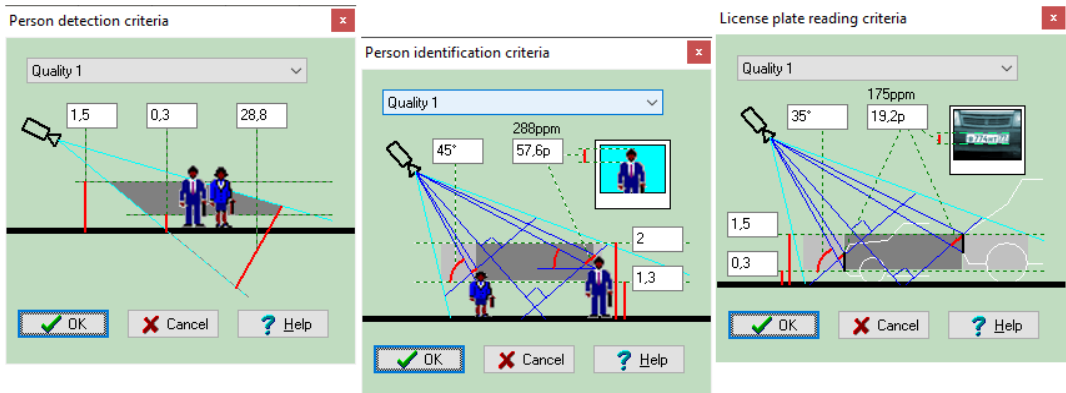 Person detection criteria
x
Quality 1
1,5
0,3
28,8
OK
Cancel
? Help
Person identification criteria
x
Quality 1
288ppm
45°
57,6p
2
1,3
OK
Cancel
? Help
License plate reading criteria
x
Quality 1
175ppm
35°
19,2p
1,5
0,3
OK
Cancel
? Help